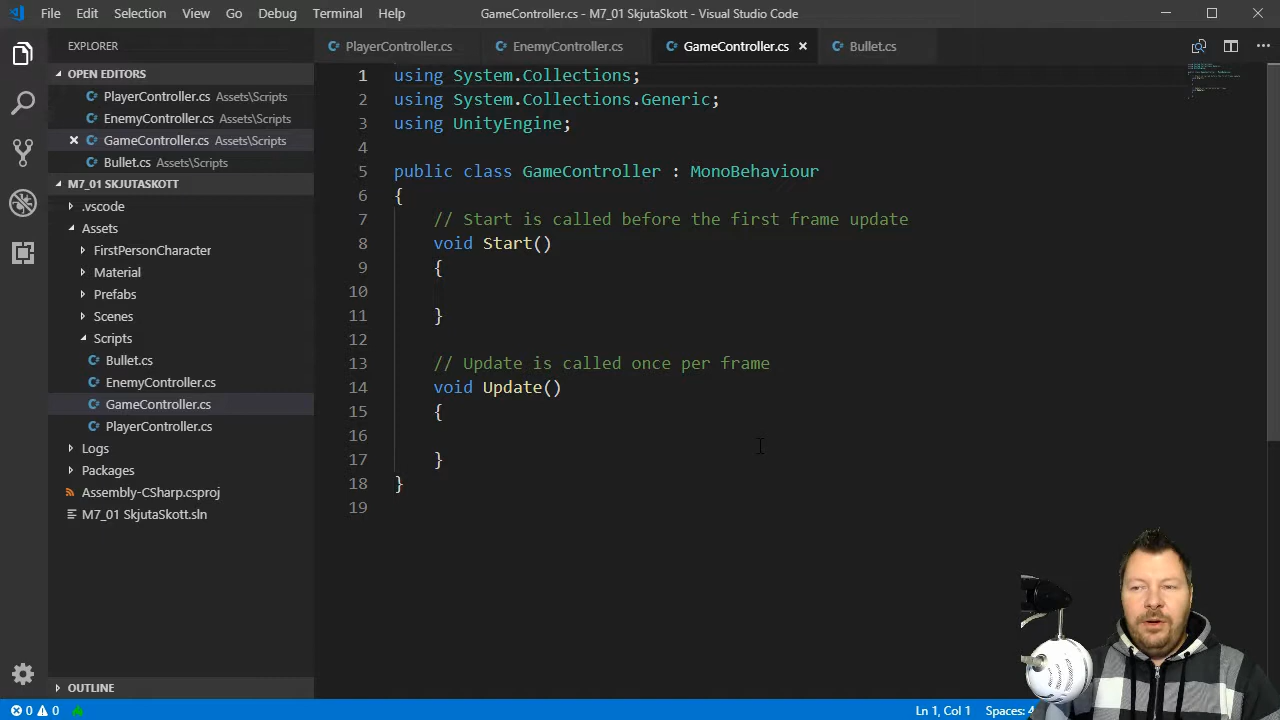 File Edit Selection View Go Debug Terminal Help GameController.cs - M7_01 SkjutaSkott - Visual Studio Code
EXPLORER
OPEN EDITORS
PlayerController.cs Assets\Scripts
EnemyController.cs Assets\Scripts
GameController.cs Assets\Scripts
Bullet.cs Assets\Scripts
M7_01 SKJUTASKOTT
.vscode
Assets
FirstPersonCharacter
Material
Prefabs
Scenes
Scripts
Bullet.cs
EnemyController.cs
GameController.cs
PlayerController.cs
Logs
Packages
Assembly-CSharp.csproj
M7_01 SkjutaSkott.sln
OUTLINE
PlayerController.cs EnemyController.cs GameController.cs Bullet.cs
1 using System.Collections;
2 using System.Collections.Generic;
3 using UnityEngine;
4
5 public class GameController : MonoBehaviour
6 {
7 // Start is called before the first frame update
8 void Start()
9 {
10
11 }
12
13 // Update is called once per frame
14 void Update()
15 {
16
17 }
18 }
19
0 0 Ln 1, Col 1 Spaces: